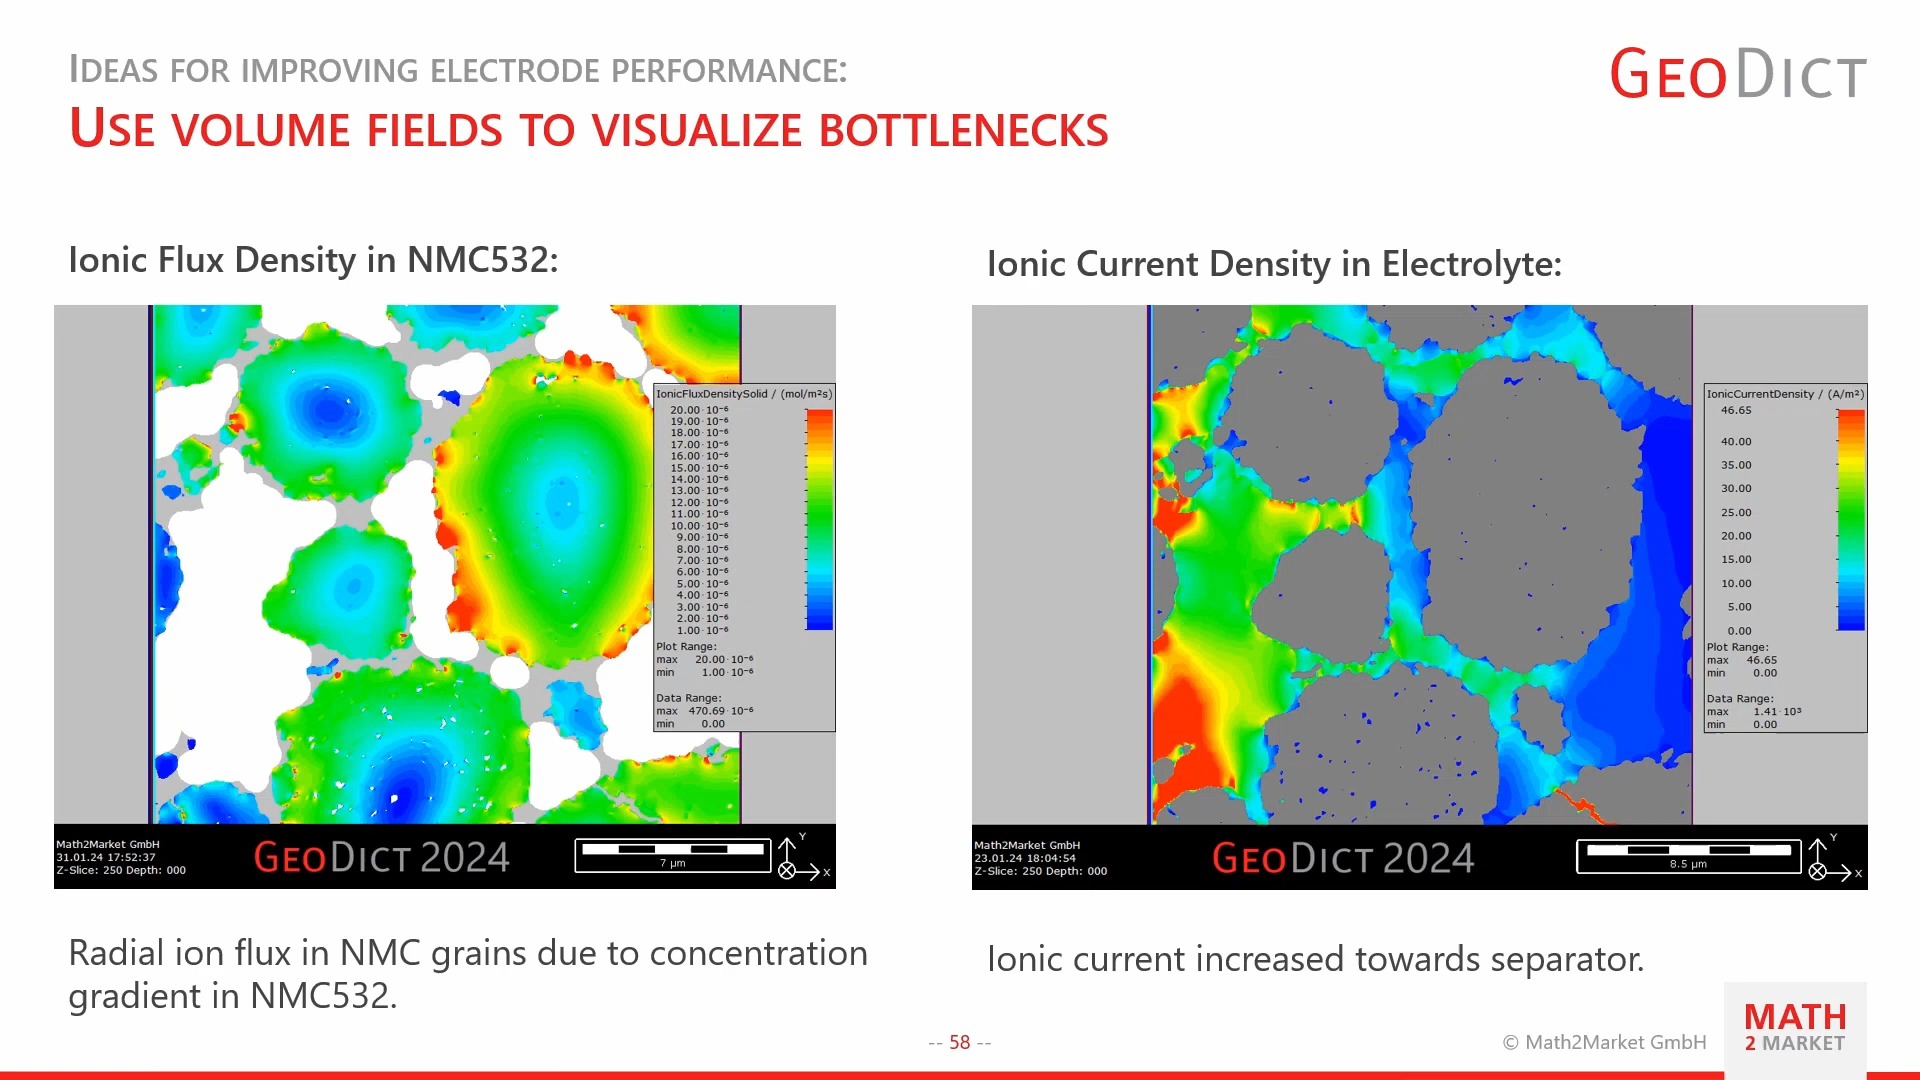 IDEAS FOR IMPROVING ELECTRODE PERFORMANCE:
USE VOLUME FIELDS TO VISUALIZE BOTTLENECKS
GEODICT
Ionic Flux Density in NMC532:
IonicFluxDensitySolid / (mol/m²s)
20.00·10⁻⁶
19.00·10⁻⁶
18.00·10⁻⁶
17.00·10⁻⁶
16.00·10⁻⁶
15.00·10⁻⁶
14.00·10⁻⁶
13.00·10⁻⁶
12.00·10⁻⁶
11.00·10⁻⁶
10.00·10⁻⁶
9.00·10⁻⁶
8.00·10⁻⁶
7.00·10⁻⁶
6.00·10⁻⁶
5.00·10⁻⁶
4.00·10⁻⁶
3.00·10⁻⁶
2.00·10⁻⁶
1.00·10⁻⁶
Plot Range:
max 20.00·10⁻⁶
min 1.00·10⁻⁶
Data Range:
max 470.69·10⁻⁶
min 0.00
Math2Market GmbH
31.01.24 17:52:37
Z-Slice: 250 Depth: 000
GEODICT 2024
7 µm
Y
X
Radial ion flux in NMC grains due to concentration
gradient in NMC532.
Ionic Current Density in Electrolyte:
IonicCurrentDensity / (A/m²)
46.65
40.00
35.00
30.00
25.00
20.00
15.00
10.00
5.00
0.00
Plot Range:
max 46.65
min 0.00
Data Range:
max 1.41·10³
min 0.00
Math2Market GmbH
23.01.24 18:04:54
Z-Slice: 250 Depth: 000
GEODICT 2024
8.5 µm
Y
X
Ionic current increased towards separator.
-- 58 --
© Math2Market GmbH
MATH
2 MARKET